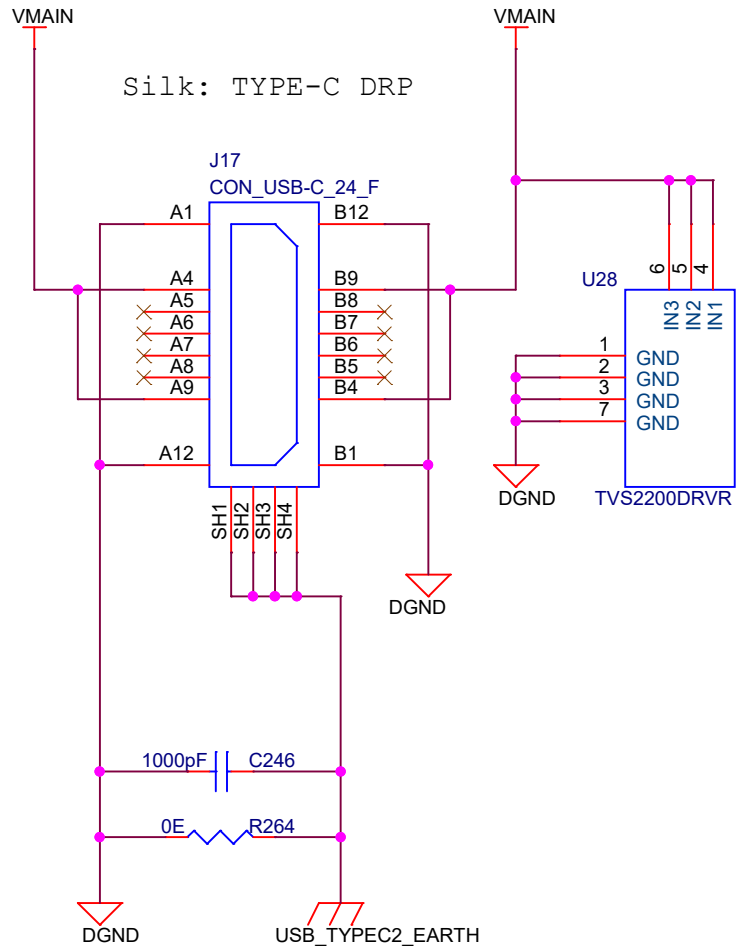 VMAIN
VMAIN
Silk: TYPE-C DRP
J17
CON_USB-C_24_F
A1
B12
A4
B9
A5
B8
A6
B7
A7
B6
A8
B5
A9
B4
A12
B1
SH1
SH2
SH3
SH4
U28
6
5
4
IN3
IN2
IN1
1
GND
2
GND
3
GND
7
GND
DGND
TVS2200DRVR
DGND
1000pF
C246
0E
R264
DGND
USB_TYPEC2_EARTH